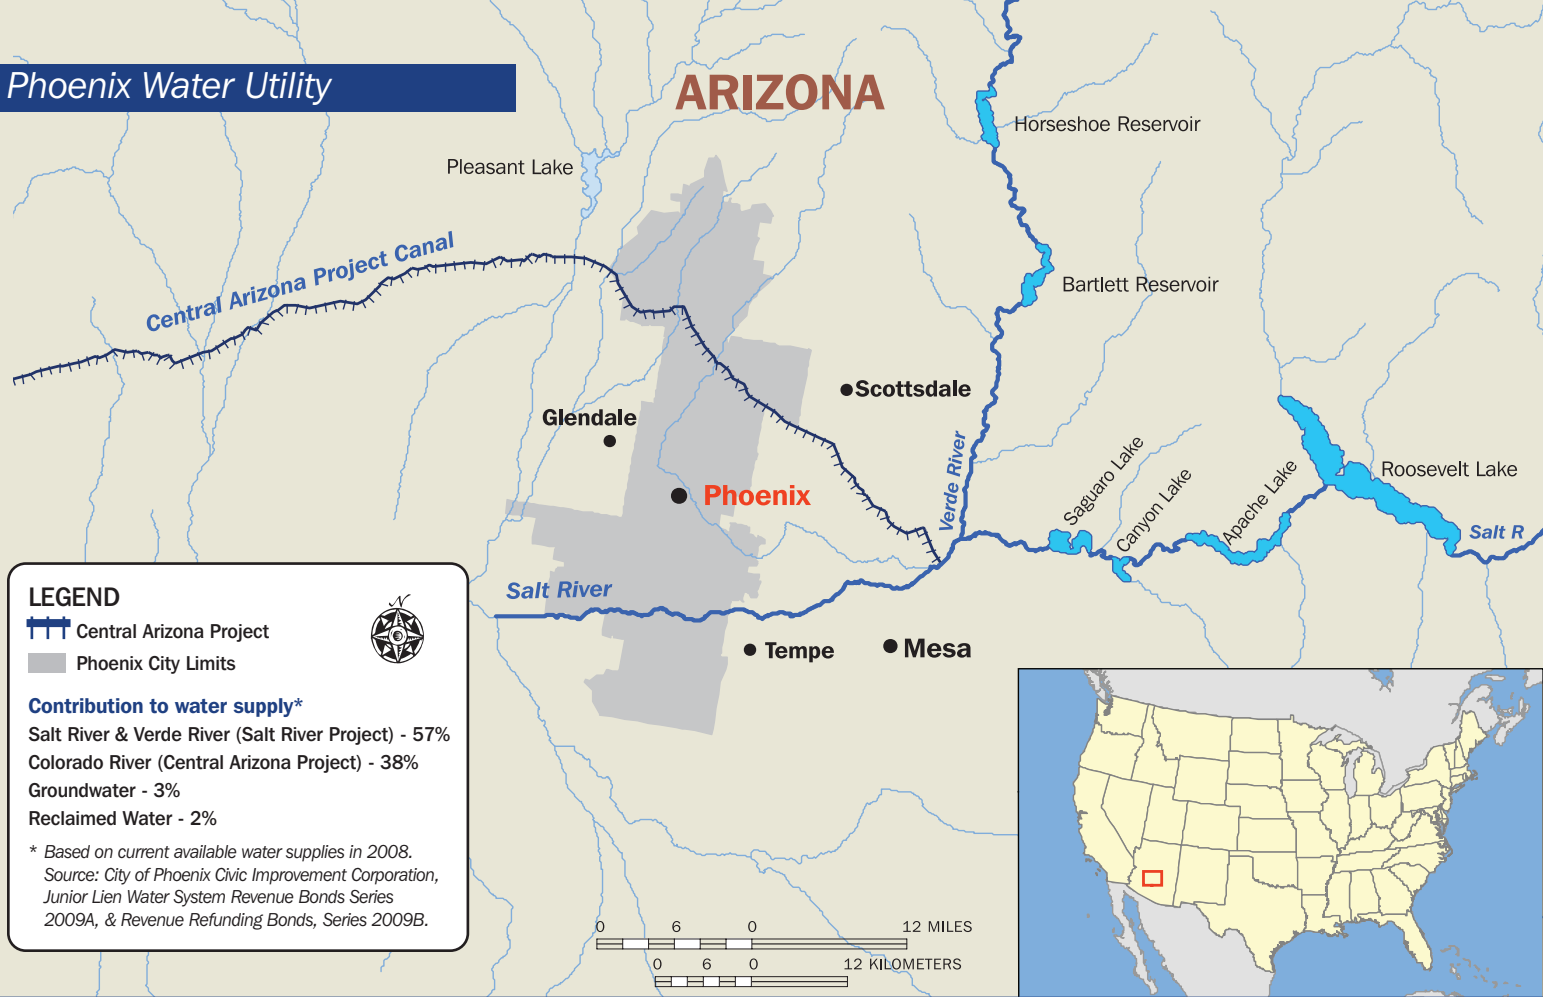 Phoenix Water Utility
ARIZONA
Horseshoe Reservoir
Pleasant Lake
Central Arizona Project Canal
Bartlett Reservoir
Scottsdale
Glendale
Verde River
Saguaro Lake
Canyon Lake
Apache Lake
Roosevelt Lake
Phoenix
Salt R
Salt River
Tempe
Mesa
LEGEND
N
Central Arizona Project
Phoenix City Limits
Contribution to water supply*
Salt River & Verde River (Salt River Project) - 57%
Colorado River (Central Arizona Project) - 38%
Groundwater - 3%
Reclaimed Water - 2%
* Based on current available water supplies in 2008.
Source: City of Phoenix Civic Improvement Corporation,
Junior Lien Water System Revenue Bonds Series
2009A, & Revenue Refunding Bonds, Series 2009B.
0 6 0 12 MILES
0 6 0 12 KILOMETERS